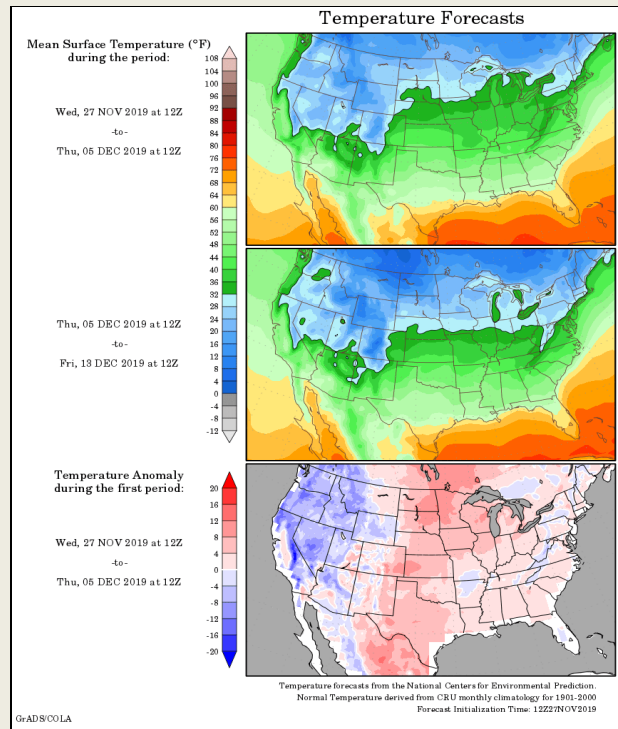 Temperature Forecasts
Mean Surface Temperature (°F)
during the period:
Wed, 27 NOV 2019 at 12Z
-to-
Thu, 05 DEC 2019 at 12Z
108
104
100
96
92
88
84
80
76
72
68
64
60
56
52
48
44
40
36
32
28
24
20
16
12
8
4
0
-4
-8
-12
Thu, 05 DEC 2019 at 12Z
-to-
Fri, 13 DEC 2019 at 12Z
Temperature Anomaly
during the first period:
Wed, 27 NOV 2019 at 12Z
-to-
Thu, 05 DEC 2019 at 12Z
20
16
12
8
4
0
-4
-8
-12
-16
-20
Temperature forecasts from the National Centers for Environmental Prediction.
Normal Temperature derived from CRU monthly climatology for 1901-2000
Forecast Initialization Time: 12Z27NOV2019
GrADS/COLA